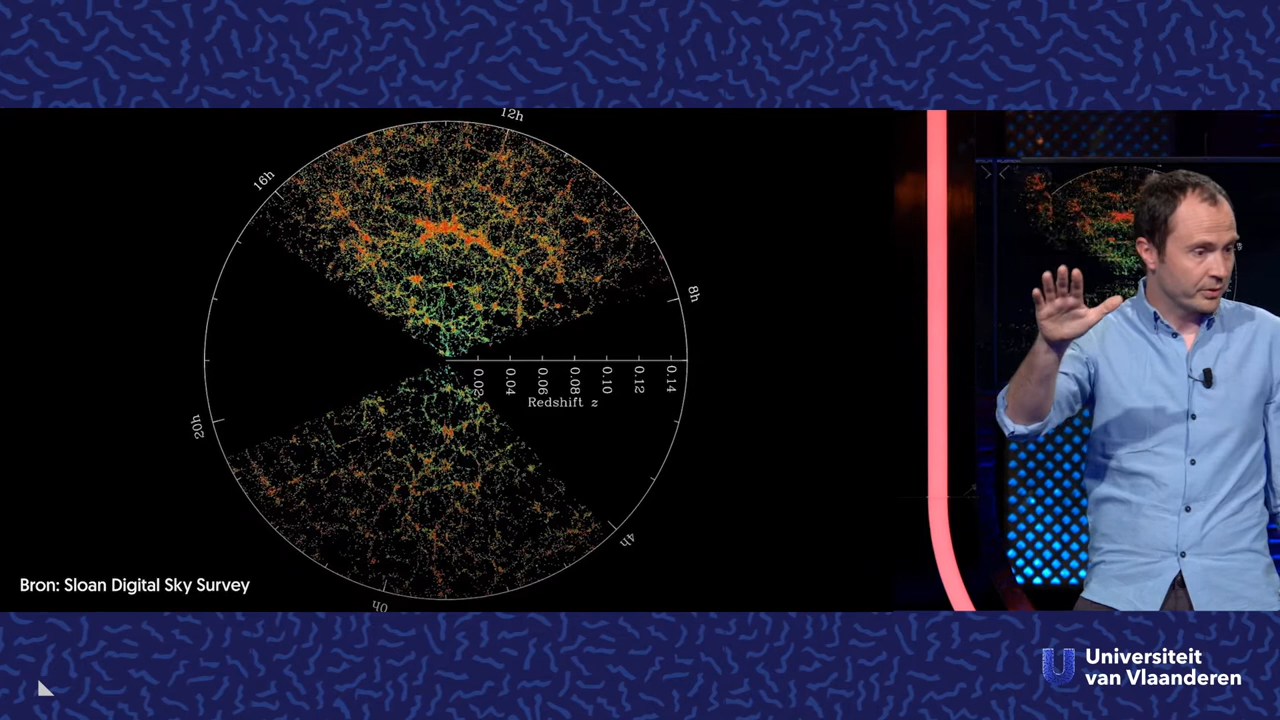 12h
16h
8h
0.02
0.04
0.06
0.08
0.10
0.12
0.14
Redshift z
20h
4h
0h
Bron: Sloan Digital Sky Survey
Universiteit
van Vlaanderen